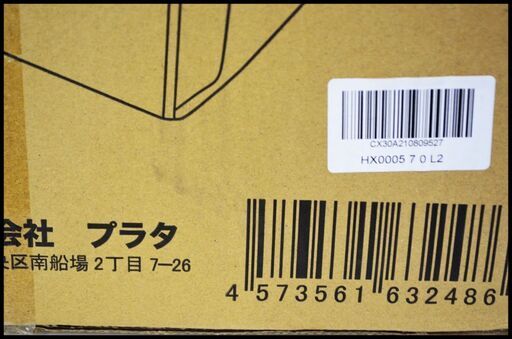 CX30A210809527
HX0005 7 0 L2
会社 プラタ
央区南船場2丁目7-26
4 573561 632486